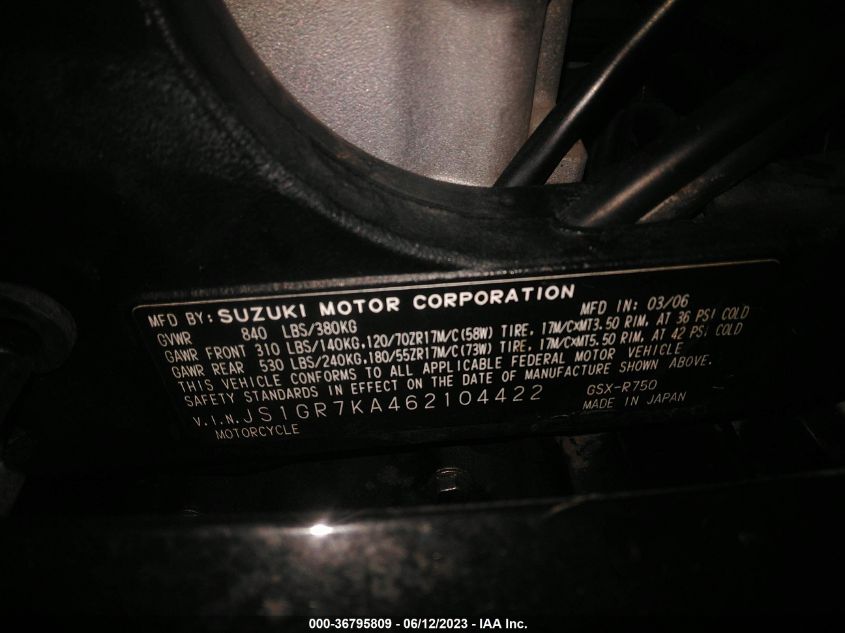 MFD BY: SUZUKI MOTOR CORPORATION MFD IN: 03/06
GVWR 840 LBS/380KG
GAWR FRONT 310 LBS/140KG,120/70ZR17M/C(58W) TIRE, 17M/CXMT3.50 RIM, AT 36 PSI COLD
GAWR REAR 530 LBS/240KG,180/55ZR17M/C(73W) TIRE, 17M/CXMT5.50 RIM, AT 42 PSI COLD
THIS VEHICLE CONFORMS TO ALL APPLICABLE FEDERAL MOTOR VEHICLE
SAFETY STANDARDS IN EFFECT ON THE DATE OF MANUFACTURE SHOWN ABOVE.
V.I.N. JS1GR7KA462104422 GSX-R750
MOTORCYCLE MADE IN JAPAN
000-36795809 - 06/12/2023 - IAA Inc.